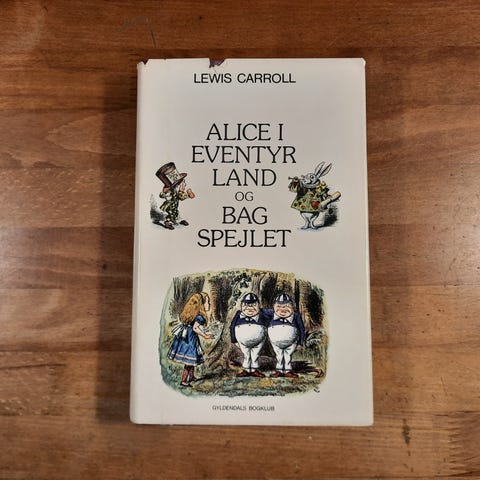 LEWIS CARROLL
ALICE I
EVENTYR
LAND
OG
BAG
SPEJLET
GYLDENDALS BOGKLUB